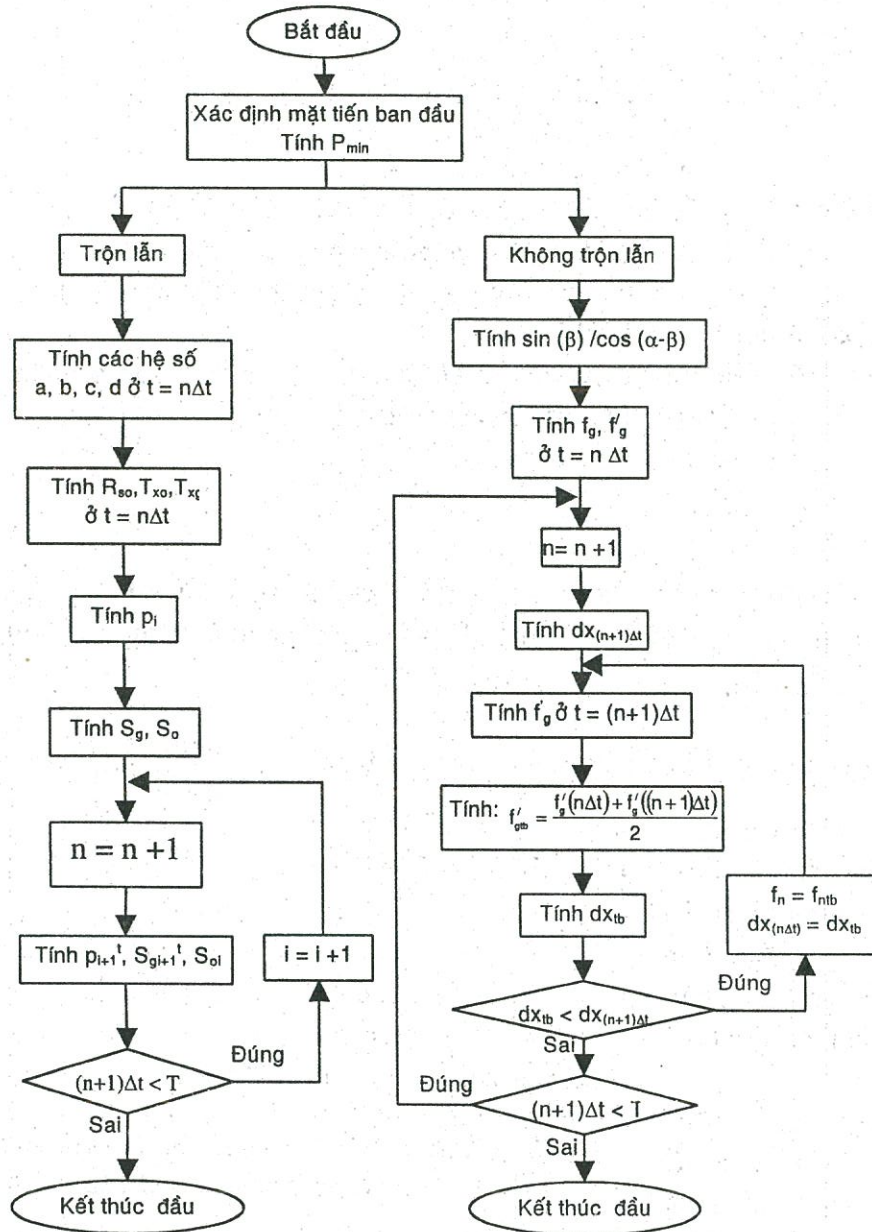 Bắt đầu
Xác định mặt tiến ban đầu
Tính P_min
Trộn lẫn
Tính các hệ số
a, b, c, d ở t = nΔt
Tính R_so, T_xo, T_xg
ở t = nΔt
Tính p_i
Tính S_g, S_o
n = n +1
Tính p_i+1^t, S_gi+1^t, S_oi
i = i +1
(n+1)Δt < T
Đúng
Sai
Kết thúc đầu
Không trộn lẫn
Tính sin (β) /cos (α-β)
Tính f_g, f'_g
ở t = n Δt
n= n +1
Tính dx_(n+1)Δt
Tính f'_g ở t = (n+1)Δt
Tính: f'_gtb = (f'_g(nΔt) + f'_g((n + 1)Δt)) / 2
Tính dx_tb
f_n = f_ntb
dx_(nΔt) = dx_tb
dx_tb < dx_(n+1)Δt
Đúng
Sai
(n+1)Δt < T
Đúng
Sai
Kết thúc đầu